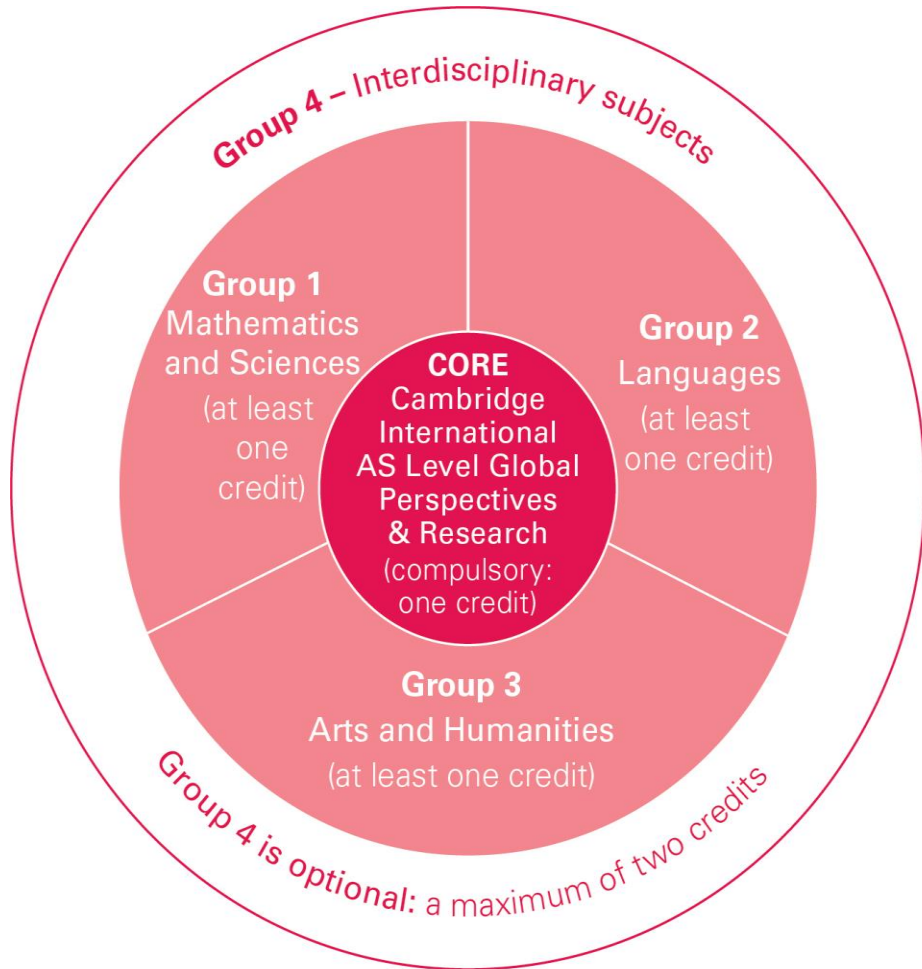 Group 4 – Interdisciplinary subjects
Group 1
Mathematics
and Sciences
(at least
one
credit)
Group 2
Languages
(at least
one credit)
CORE
Cambridge
International
AS Level Global
Perspectives
& Research
(compulsory:
one credit)
Group 3
Arts and Humanities
(at least one credit)
Group 4 is optional: a maximum of two credits